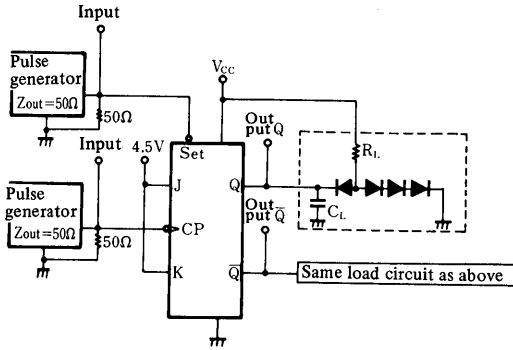 Input
Pulse
generator
Zout=50Ω
50Ω
Vcc
Out
put Q
RL
CL
Input
4.5V
Set
J
Q
Pulse
generator
Zout=50Ω
50Ω
CP
Out
put Q̅
K
Q̅
Same load circuit as above